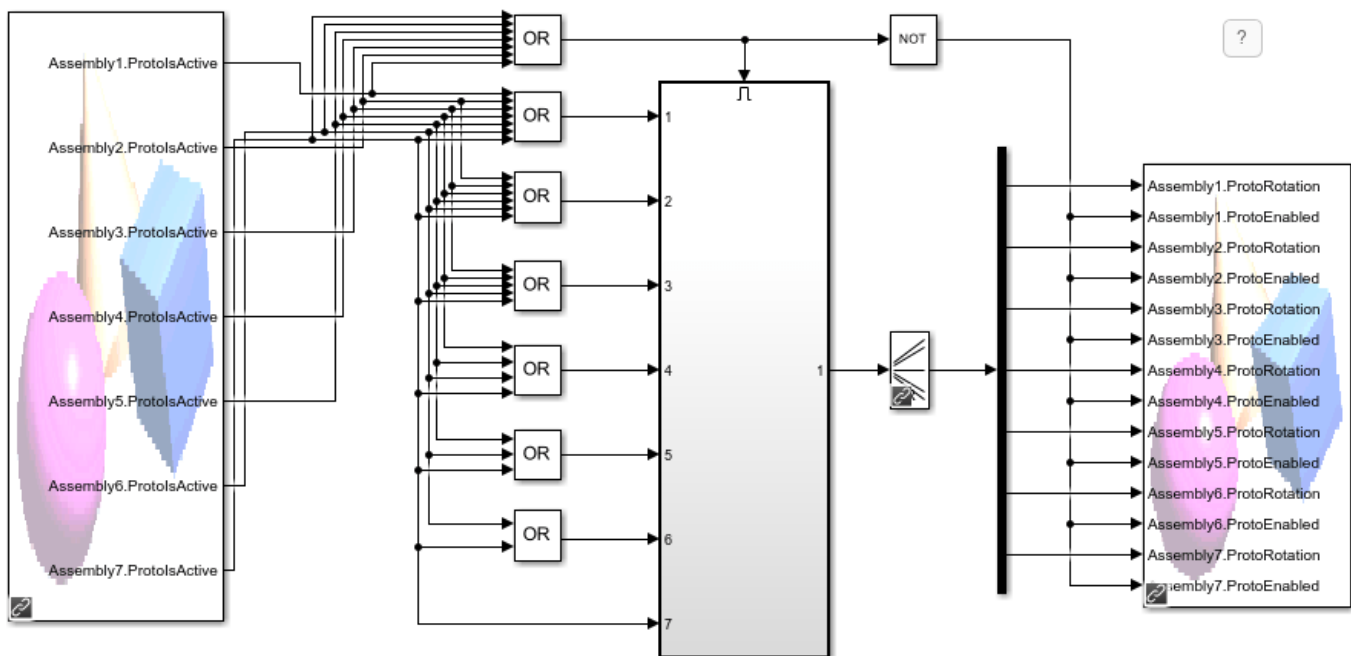 OR
NOT
?
Assembly1.ProtoIsActive
OR
1
Assembly2.ProtoIsActive
OR
2
Assembly3.ProtoIsActive
OR
3
Assembly4.ProtoIsActive
OR
4
1
Assembly5.ProtoIsActive
OR
5
Assembly6.ProtoIsActive
OR
6
Assembly7.ProtoIsActive
7
Assembly1.ProtoRotation
Assembly1.ProtoEnabled
Assembly2.ProtoRotation
Assembly2.ProtoEnabled
Assembly3.ProtoRotation
Assembly3.ProtoEnabled
Assembly4.ProtoRotation
Assembly4.ProtoEnabled
Assembly5.ProtoRotation
Assembly5.ProtoEnabled
Assembly6.ProtoRotation
Assembly6.ProtoEnabled
Assembly7.ProtoRotation
Assembly7.ProtoEnabled